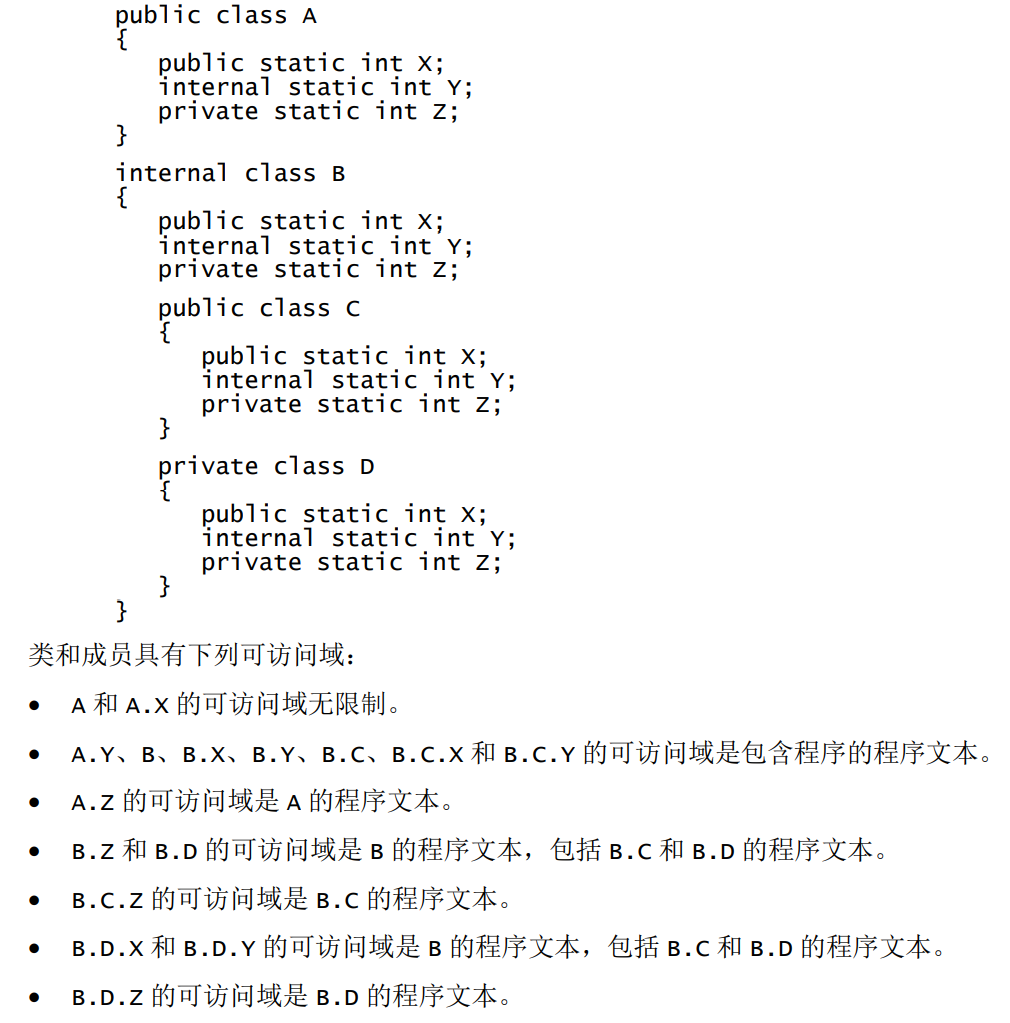 public class A
{
public static int X;
internal static int Y;
private static int Z;
}
internal class B
{
public static int X;
internal static int Y;
private static int Z;
public class C
{
public static int X;
internal static int Y;
private static int Z;
}
private class D
{
public static int X;
internal static int Y;
private static int Z;
}
}
类和成员具有下列可访问域：
• A 和 A.X 的可访问域无限制。
• A.Y、B、B.X、B.Y、B.C、B.C.X 和 B.C.Y 的可访问域是包含程序的程序文本。
• A.Z 的可访问域是 A 的程序文本。
• B.Z 和 B.D 的可访问域是 B 的程序文本，包括 B.C 和 B.D 的程序文本。
• B.C.Z 的可访问域是 B.C 的程序文本。
• B.D.X 和 B.D.Y 的可访问域是 B 的程序文本，包括 B.C 和 B.D 的程序文本。
• B.D.Z 的可访问域是 B.D 的程序文本。